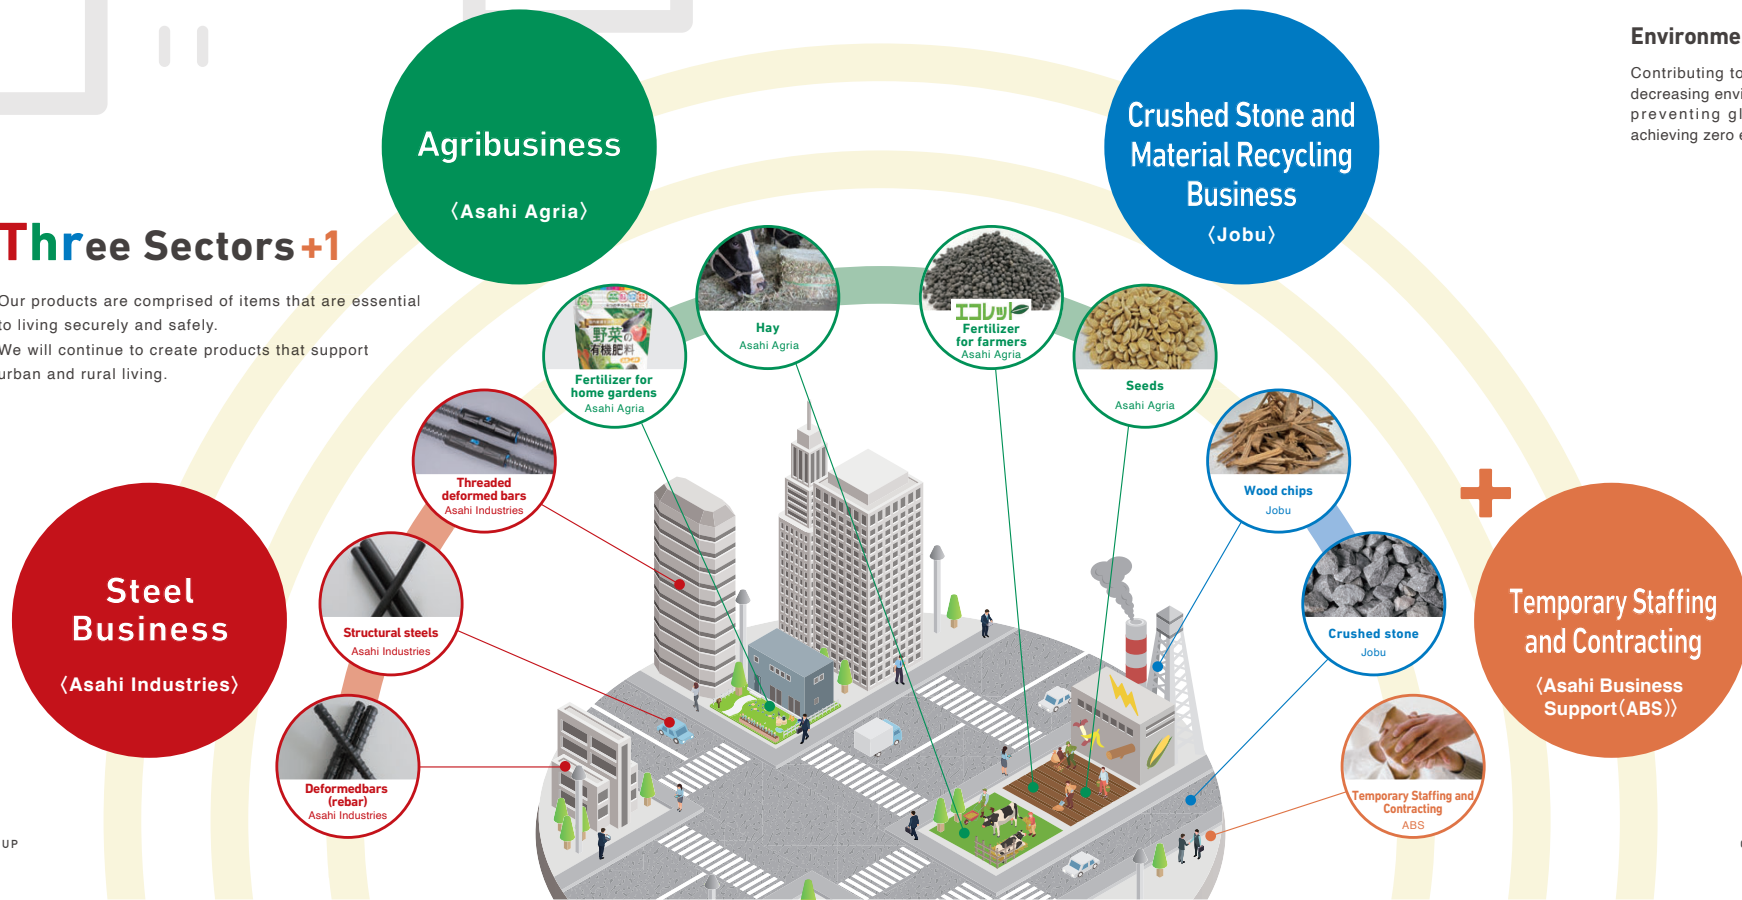 Three Sectors +1
Our products are comprised of items that are essential
to living securely and safely.
We will continue to create products that support
urban and rural living.
Agribusiness
〈Asahi Agria〉
Crushed Stone and
Material Recycling
Business
〈Jobu〉
Steel
Business
〈Asahi Industries〉
Temporary Staffing
and Contracting
〈Asahi Business
Support(ABS)〉
+
Deformedbars
(rebar)
Asahi Industries
Structural steels
Asahi Industries
Threaded
deformed bars
Asahi Industries
野菜の
有機肥料
Fertilizer for
home gardens
Asahi Agria
Hay
Asahi Agria
エコレット
Fertilizer
for farmers
Asahi Agria
Seeds
Asahi Agria
Wood chips
Jobu
Crushed stone
Jobu
Temporary Staffing and
Contracting
ABS
Environme
Contributing to
decreasing envi
preventing gl
achieving zero e
UP